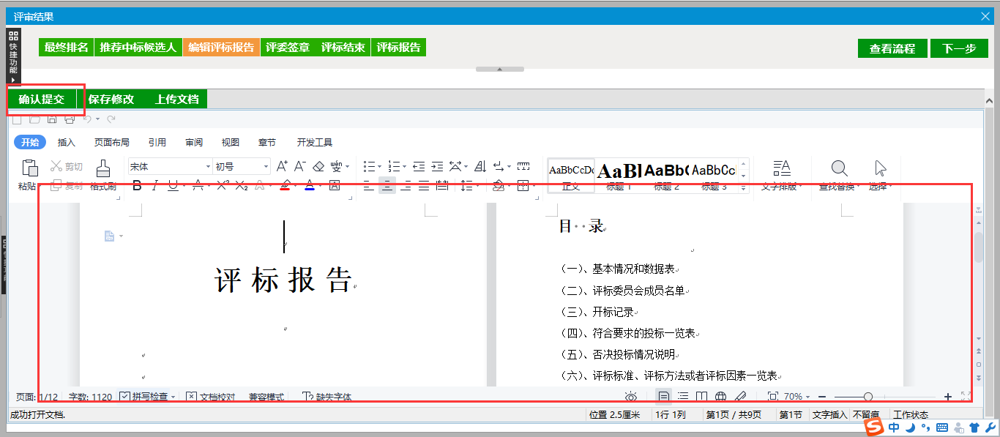 评审结果
快捷功能
最终排名 推荐中标候选人 编辑评标报告 评委签章 评标结束 评标报告 查看流程 下一步
确认提交 保存修改 上传文档
开始 插入 页面布局 引用 审阅 视图 章节 开发工具
剪切 宋体 初号 A+ A- AaBbCcDd AaBl AaBb( AaBbCc
粘贴 复制 格式刷 B I U A X² X₂ A A A 正文 标题 1 标题 2 标题 3 文字排版 查找替换 选择
目··录
评标报告
（一）、基本情况和数据表
（二）、评标委员会成员名单
（三）、开标记录
（四）、符合要求的投标一览表
（五）、否决投标情况说明
（六）、评标标准、评标方法或者评标因素一览表
页面: 1/12 字数: 1120 拼写检查 文档校对 兼容模式 缺失字体 70%
成功打开文档. 位置 2.5厘米 1行 1列 第1页 / 共9页 第1节 文字插入 不留痕 工作状态
S 中